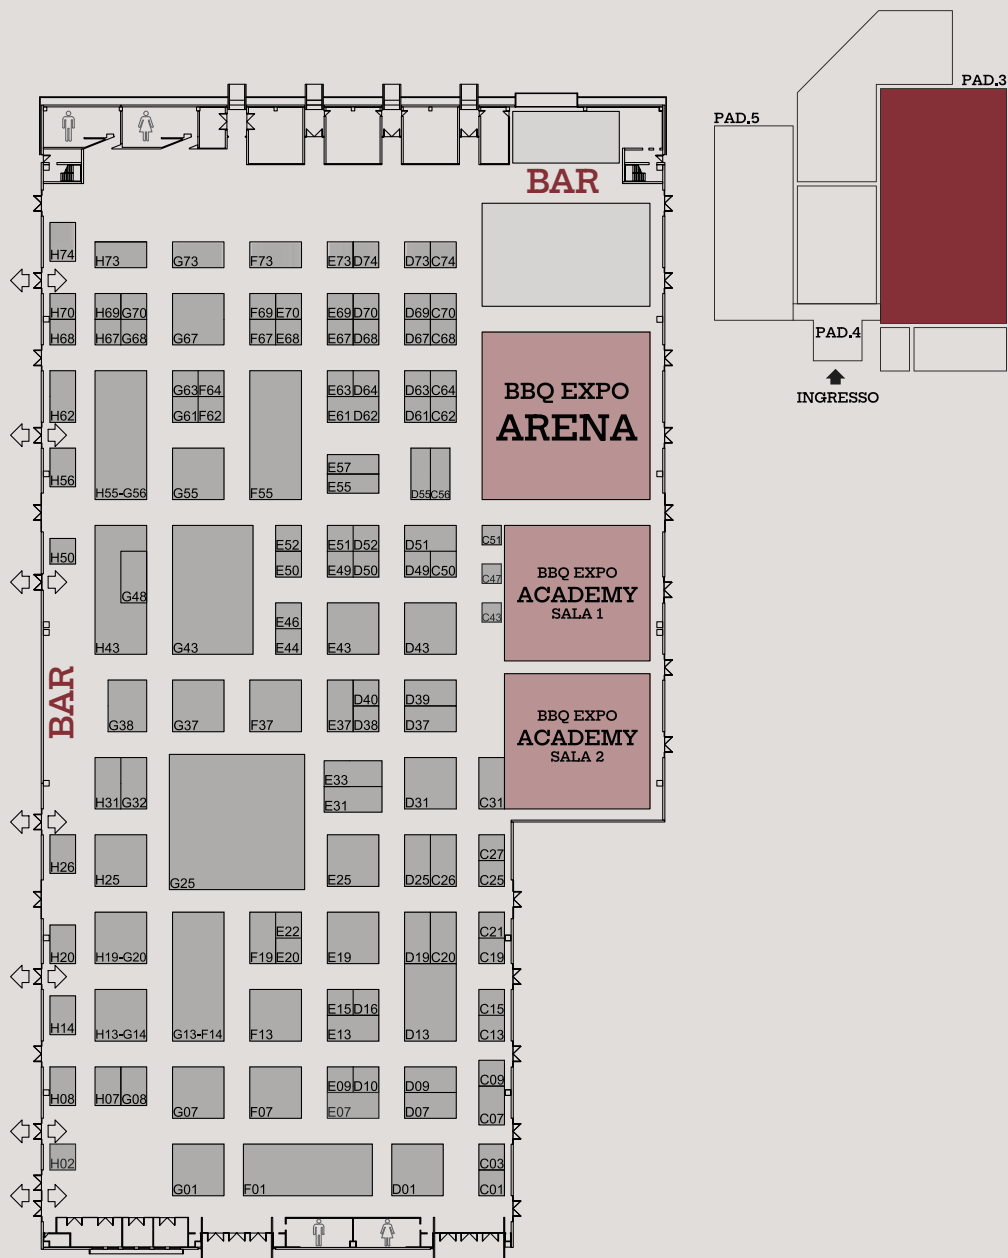 PAD.3
PAD.5
PAD.4
INGRESSO
BAR
H74
H73
G73
F73
E73 D74
D73 C74
H70
H69 G70
F69 E70
E69 D70
D69 C70
H68
H67 G68
G67
F67 E68
E67 D68
D67 C68
BBQ EXPO
ARENA
G63 F64
E63 D64
D63 C64
H62
G61 F62
E61 D62
D61 C62
H56
E57
H55-G56
G55
F55
E55
D55 C56
H50
E52
E51 D52
D51
C51
E50
E49 D50
D49 C50
C47
G48
E46
C43
H43
G43
E44
E43
D43
BBQ EXPO
ACADEMY
SALA 1
BAR
D40
D39
G38
G37
F37
E37 D38
D37
BBQ EXPO
ACADEMY
SALA 2
E33
H31 G32
E31
D31
C31
H26
H25
G25
E25
D25 C26
C27
C25
E22
C21
H20
H19-G20
F19 E20
E19
D19 C20
C19
E15 D16
C15
H14
H13-G14
G13-F14
F13
E13
D13
C13
E09 D10
D09
C09
H08
H07 G08
G07
F07
E07
D07
C07
H02
C03
G01
F01
D01
C01